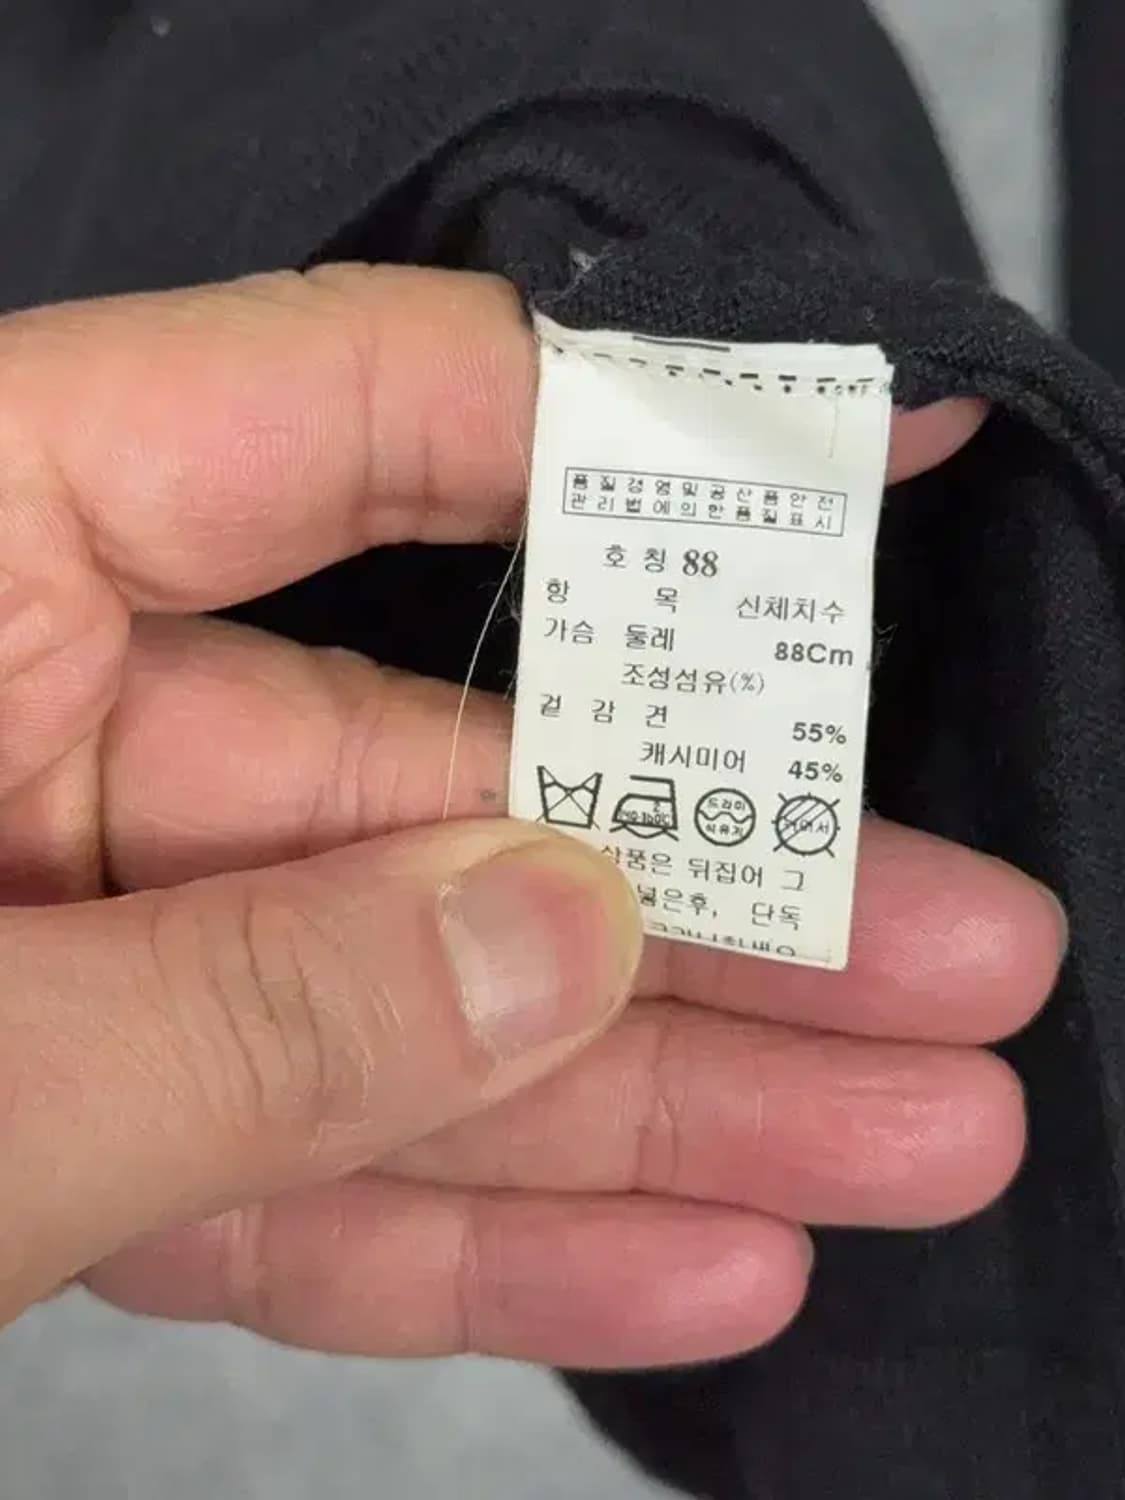 품질경영및공산품안전
관리법에의한품질표시
호칭 88
항 목 신체치수
가슴 둘레 88Cm
조성섬유(%)
겉 감 견 55%
캐시미어 45%
드라이
석유계
상품은 뒤집어 그
넣은후, 단독